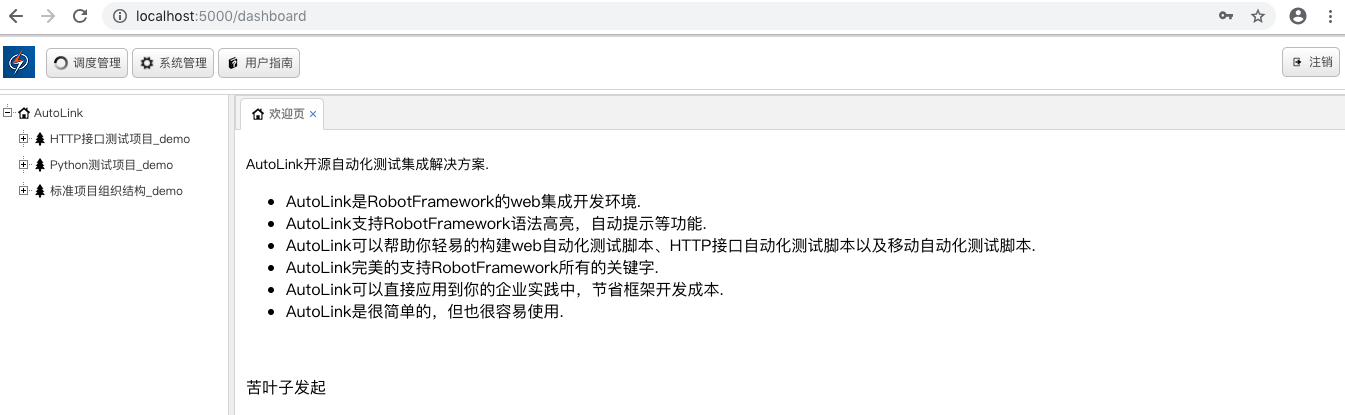 localhost:5000/dashboard
调度管理 系统管理 用户指南 注销
AutoLink
HTTP接口测试项目_demo
Python测试项目_demo
标准项目组织结构_demo
欢迎页 ×
AutoLink开源自动化测试集成解决方案.
• AutoLink是RobotFramework的web集成开发环境.
• AutoLink支持RobotFramework语法高亮，自动提示等功能.
• AutoLink可以帮助你轻易的构建web自动化测试脚本、HTTP接口自动化测试脚本以及移动自动化测试脚本.
• AutoLink完美的支持RobotFramework所有的关键字.
• AutoLink可以直接应用到你的企业实践中，节省框架开发成本.
• AutoLink是很简单的，但也很容易使用.
苦叶子发起